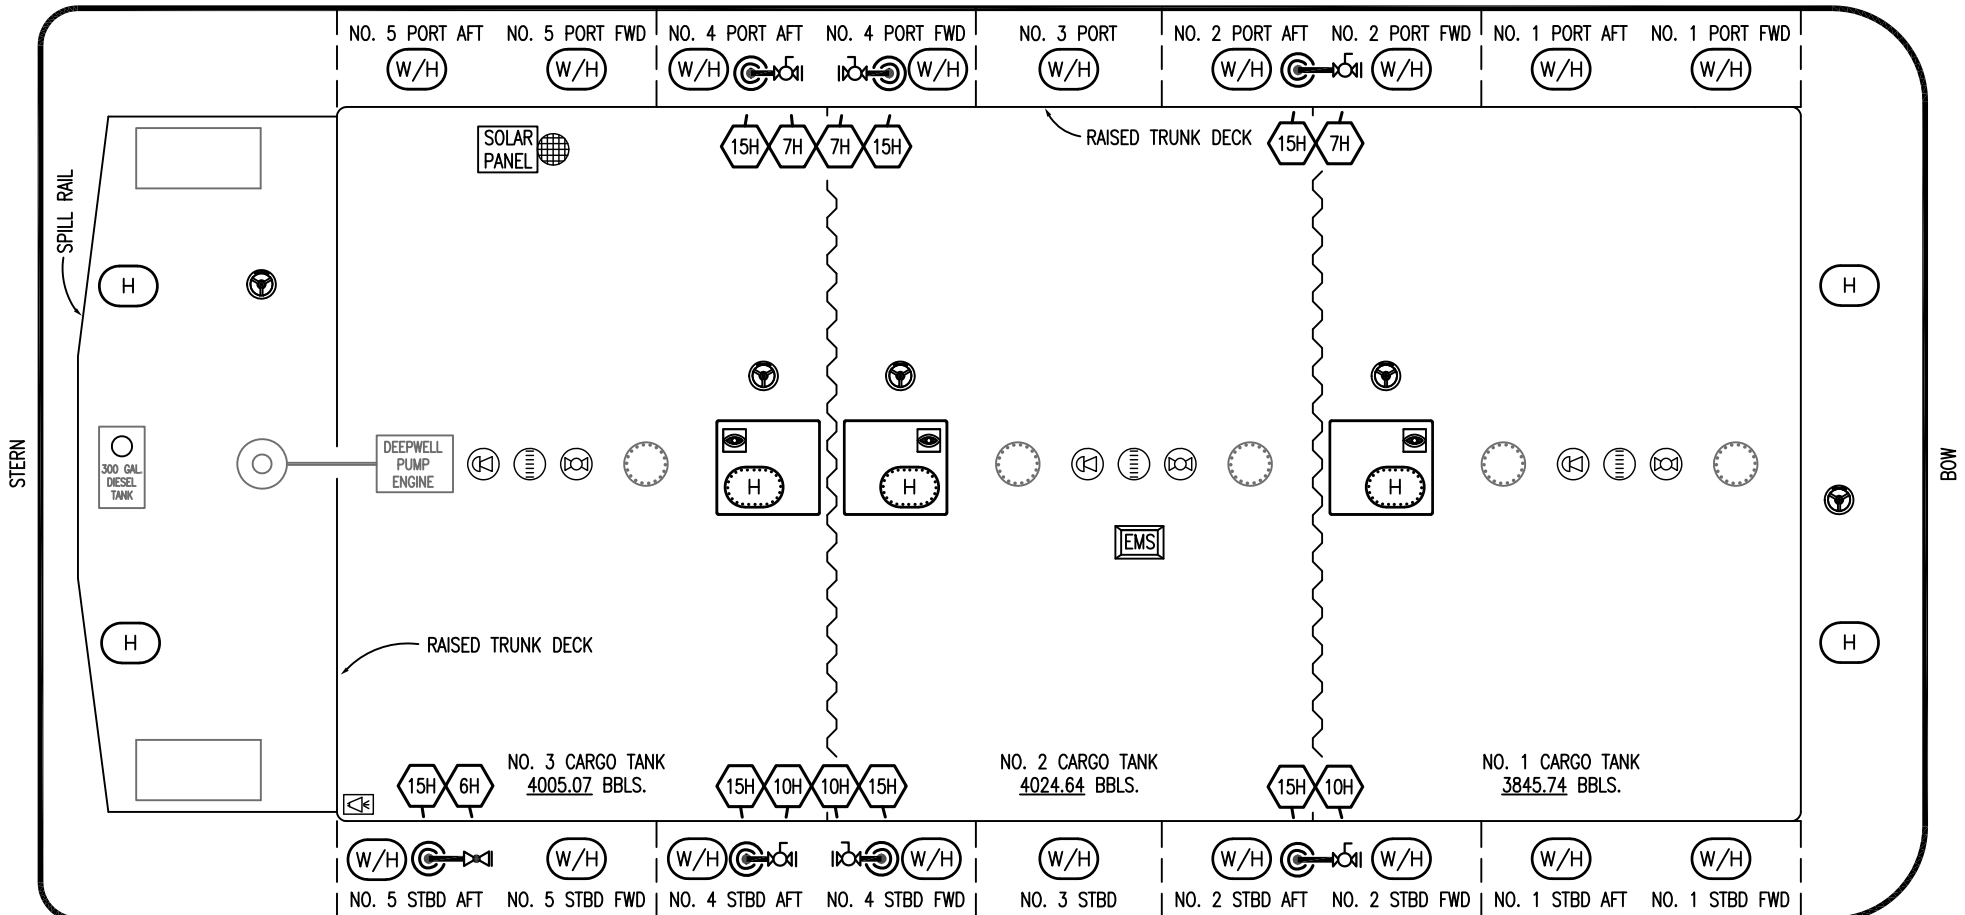 NO. 5 PORT AFT NO. 5 PORT FWD NO. 4 PORT AFT NO. 4 PORT FWD NO. 3 PORT NO. 2 PORT AFT NO. 2 PORT FWD NO. 1 PORT AFT NO. 1 PORT FWD
W/H W/H W/H W/H W/H W/H W/H W/H W/H
SOLAR
PANEL
15H 7H 7H 15H
RAISED TRUNK DECK
15H 7H
SPILL RAIL
H
H
STERN
300 GAL.
DIESEL
TANK
DEEPWELL
PUMP
ENGINE
H
H
H
BOW
EMS
H
H
RAISED TRUNK DECK
NO. 3 CARGO TANK
4005.07 BBLS.
NO. 2 CARGO TANK
4024.64 BBLS.
NO. 1 CARGO TANK
3845.74 BBLS.
15H 6H 15H 10H 10H 15H 15H 10H
W/H W/H W/H W/H W/H W/H W/H W/H W/H
NO. 5 STBD AFT NO. 5 STBD FWD NO. 4 STBD AFT NO. 4 STBD FWD NO. 3 STBD NO. 2 STBD AFT NO. 2 STBD FWD NO. 1 STBD AFT NO. 1 STBD FWD